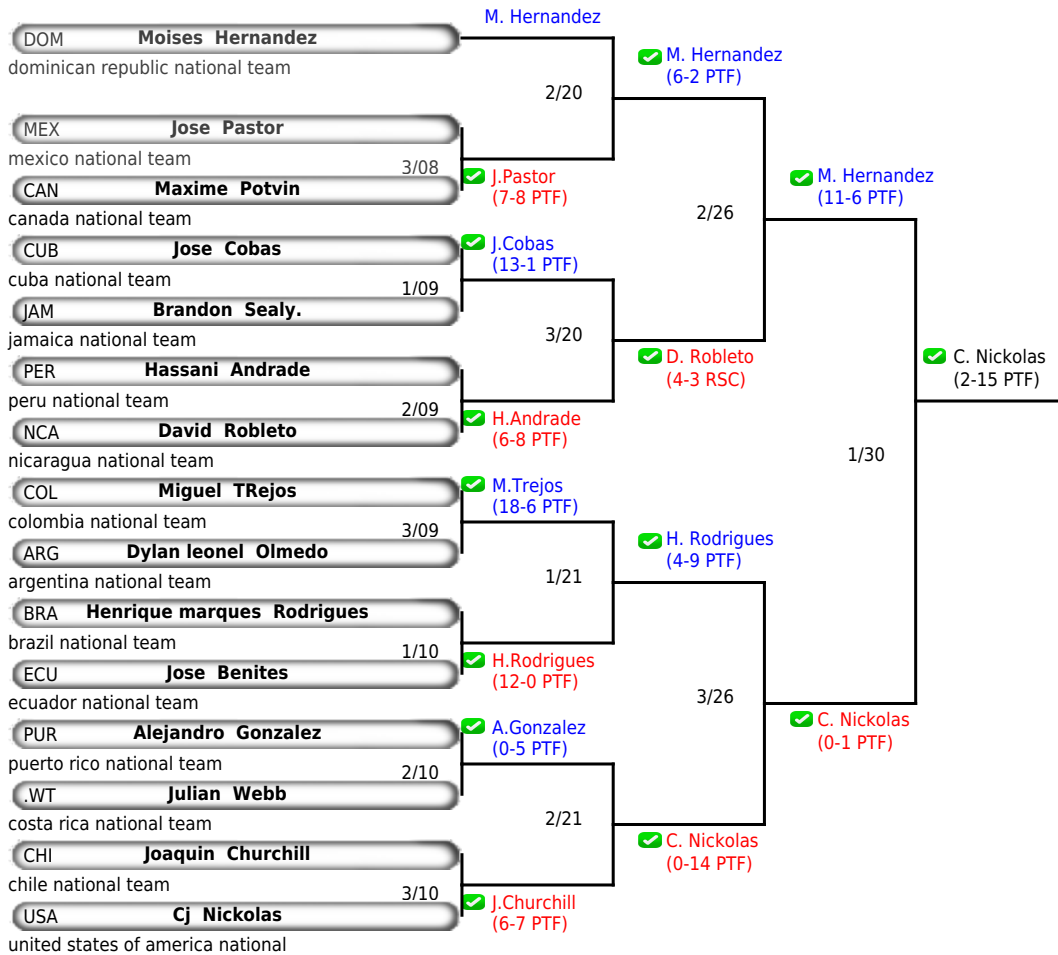 DOM Moises Hernandez
dominican republic national team
MEX Jose Pastor
mexico national team
3/08
CAN Maxime Potvin
canada national team
CUB Jose Cobas
cuba national team
1/09
JAM Brandon Sealy.
jamaica national team
PER Hassani Andrade
peru national team
2/09
NCA David Robleto
nicaragua national team
COL Miguel TRejos
colombia national team
3/09
ARG Dylan leonel Olmedo
argentina national team
BRA Henrique marques Rodrigues
brazil national team
1/10
ECU Jose Benites
ecuador national team
PUR Alejandro Gonzalez
puerto rico national team
2/10
.WT Julian Webb
costa rica national team
CHI Joaquin Churchill
chile national team
3/10
USA Cj Nickolas
united states of america national
M. Hernandez
2/20
J.Pastor
(7-8 PTF)
J.Cobas
(13-1 PTF)
3/20
H.Andrade
(6-8 PTF)
M.Trejos
(18-6 PTF)
1/21
H.Rodrigues
(12-0 PTF)
A.Gonzalez
(0-5 PTF)
2/21
J.Churchill
(6-7 PTF)
M. Hernandez
(6-2 PTF)
2/26
D. Robleto
(4-3 RSC)
H. Rodrigues
(4-9 PTF)
3/26
C. Nickolas
(0-14 PTF)
M. Hernandez
(11-6 PTF)
1/30
C. Nickolas
(0-1 PTF)
C. Nickolas
(2-15 PTF)